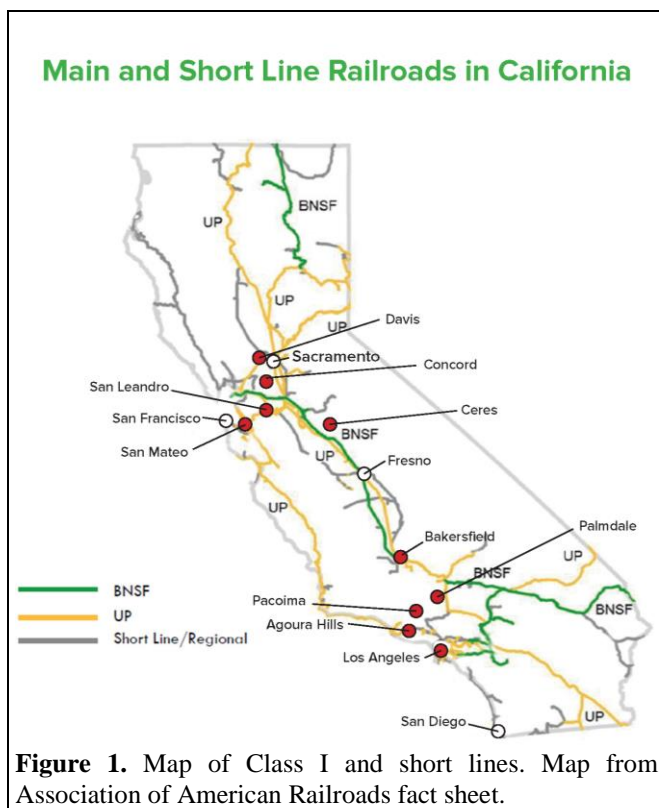 Main and Short Line Railroads in California
BNSF
UP
UP
UP
Davis
Sacramento
Concord
San Leandro
San Francisco
Ceres
BNSF
San Mateo
UP
Fresno
UP
Bakersfield
Palmdale
UP
BNSF
BNSF
BNSF
UP
Short Line/Regional
Pacoima
Agoura Hills
Los Angeles
San Diego
UP
Figure 1. Map of Class I and short lines. Map from
Association of American Railroads fact sheet.